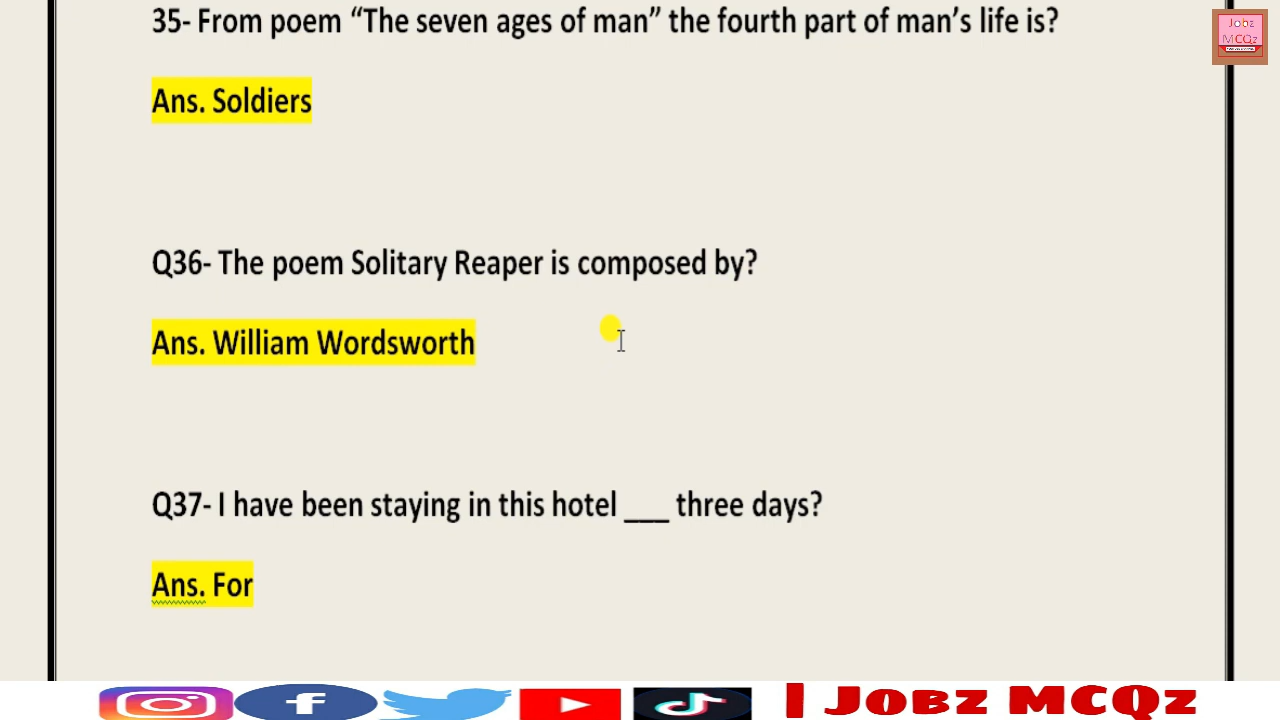 35- From poem “The seven ages of man” the fourth part of man’s life is?
Jobz
MCQz
Ans. Soldiers
Q36- The poem Solitary Reaper is composed by?
Ans. William Wordsworth
Q37- I have been staying in this hotel ___ three days?
Ans. For
| Jobz MCQz